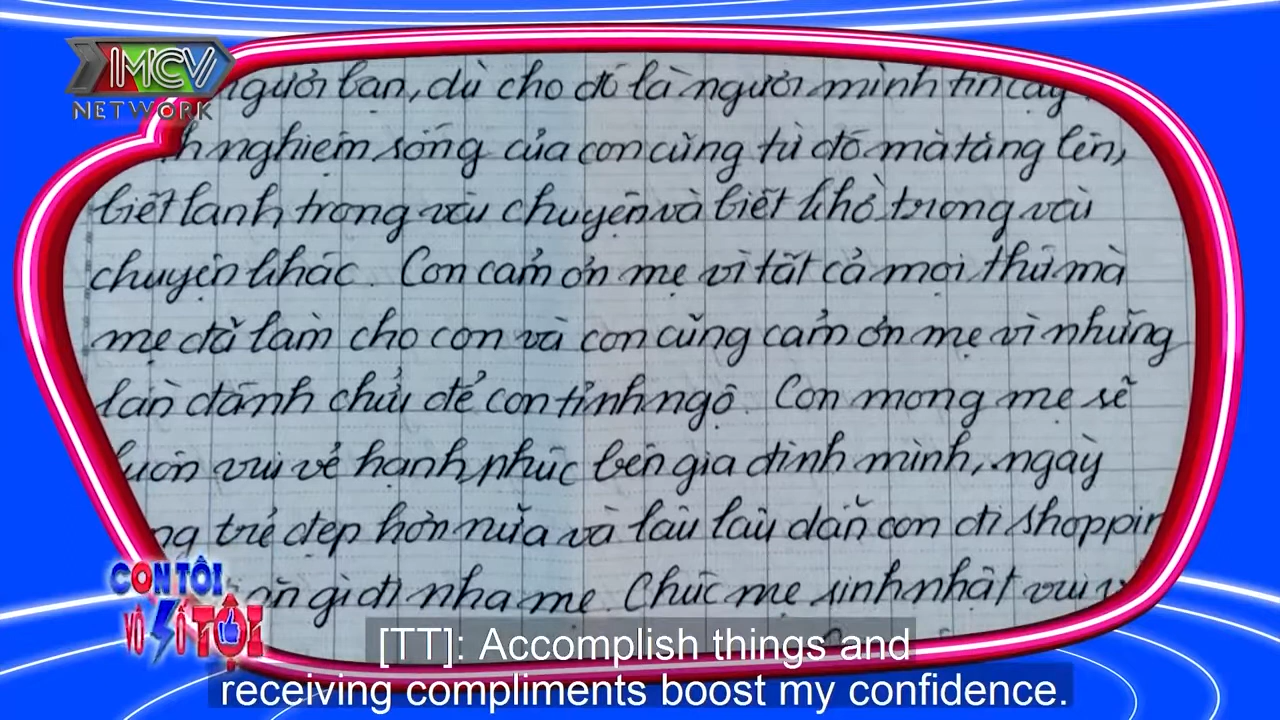 MCV
NETWORK
người bạn, dù cho đó là người mình tin cậy
nghiệm sống của con cũng từ đó mà tăng lên,
biết lanh trong vài chuyện và biết khờ trong vài
chuyện khác. Con cảm ơn mẹ vì tất cả mọi thứ mà
mẹ đã làm cho con và con cũng cảm ơn mẹ vì những
lần đánh chửi để con tỉnh ngộ. Con mong mẹ sẽ
luôn vui vẻ hạnh phúc bên gia đình mình, ngày
trẻ đẹp hơn nữa và lâu lâu dẫn con đi shoppin
gì đi nha mẹ. Chúc mẹ sinh nhật vui
CON TÔI
VÔ SỐ TỘI
[TT]: Accomplish things and
receiving compliments boost my confidence.